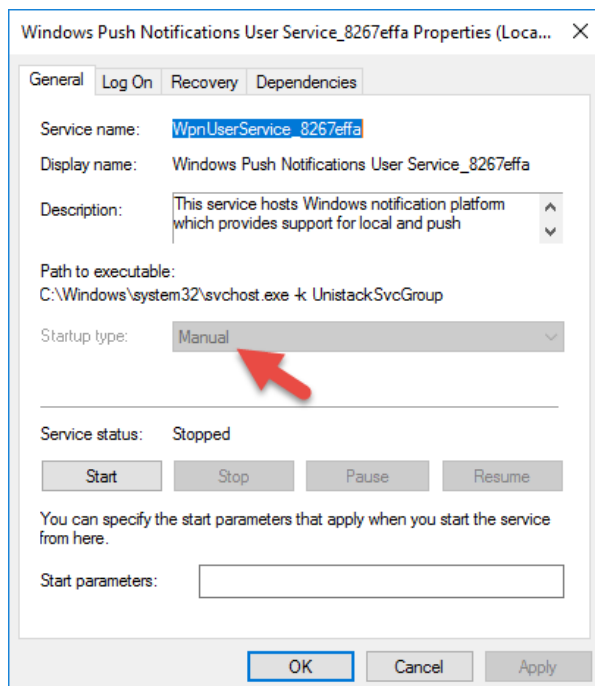 Windows Push Notifications User Service_8267effa Properties (Loca...
General Log On Recovery Dependencies
Service name: WpnUserService_8267effa
Display name: Windows Push Notifications User Service_8267effa
Description: This service hosts Windows notification platform
which provides support for local and push
Path to executable:
C:\Windows\system32\svchost.exe -k UnistackSvcGroup
Startup type: Manual
Service status: Stopped
Start Stop Pause Resume
You can specify the start parameters that apply when you start the service
from here.
Start parameters:
OK Cancel Apply